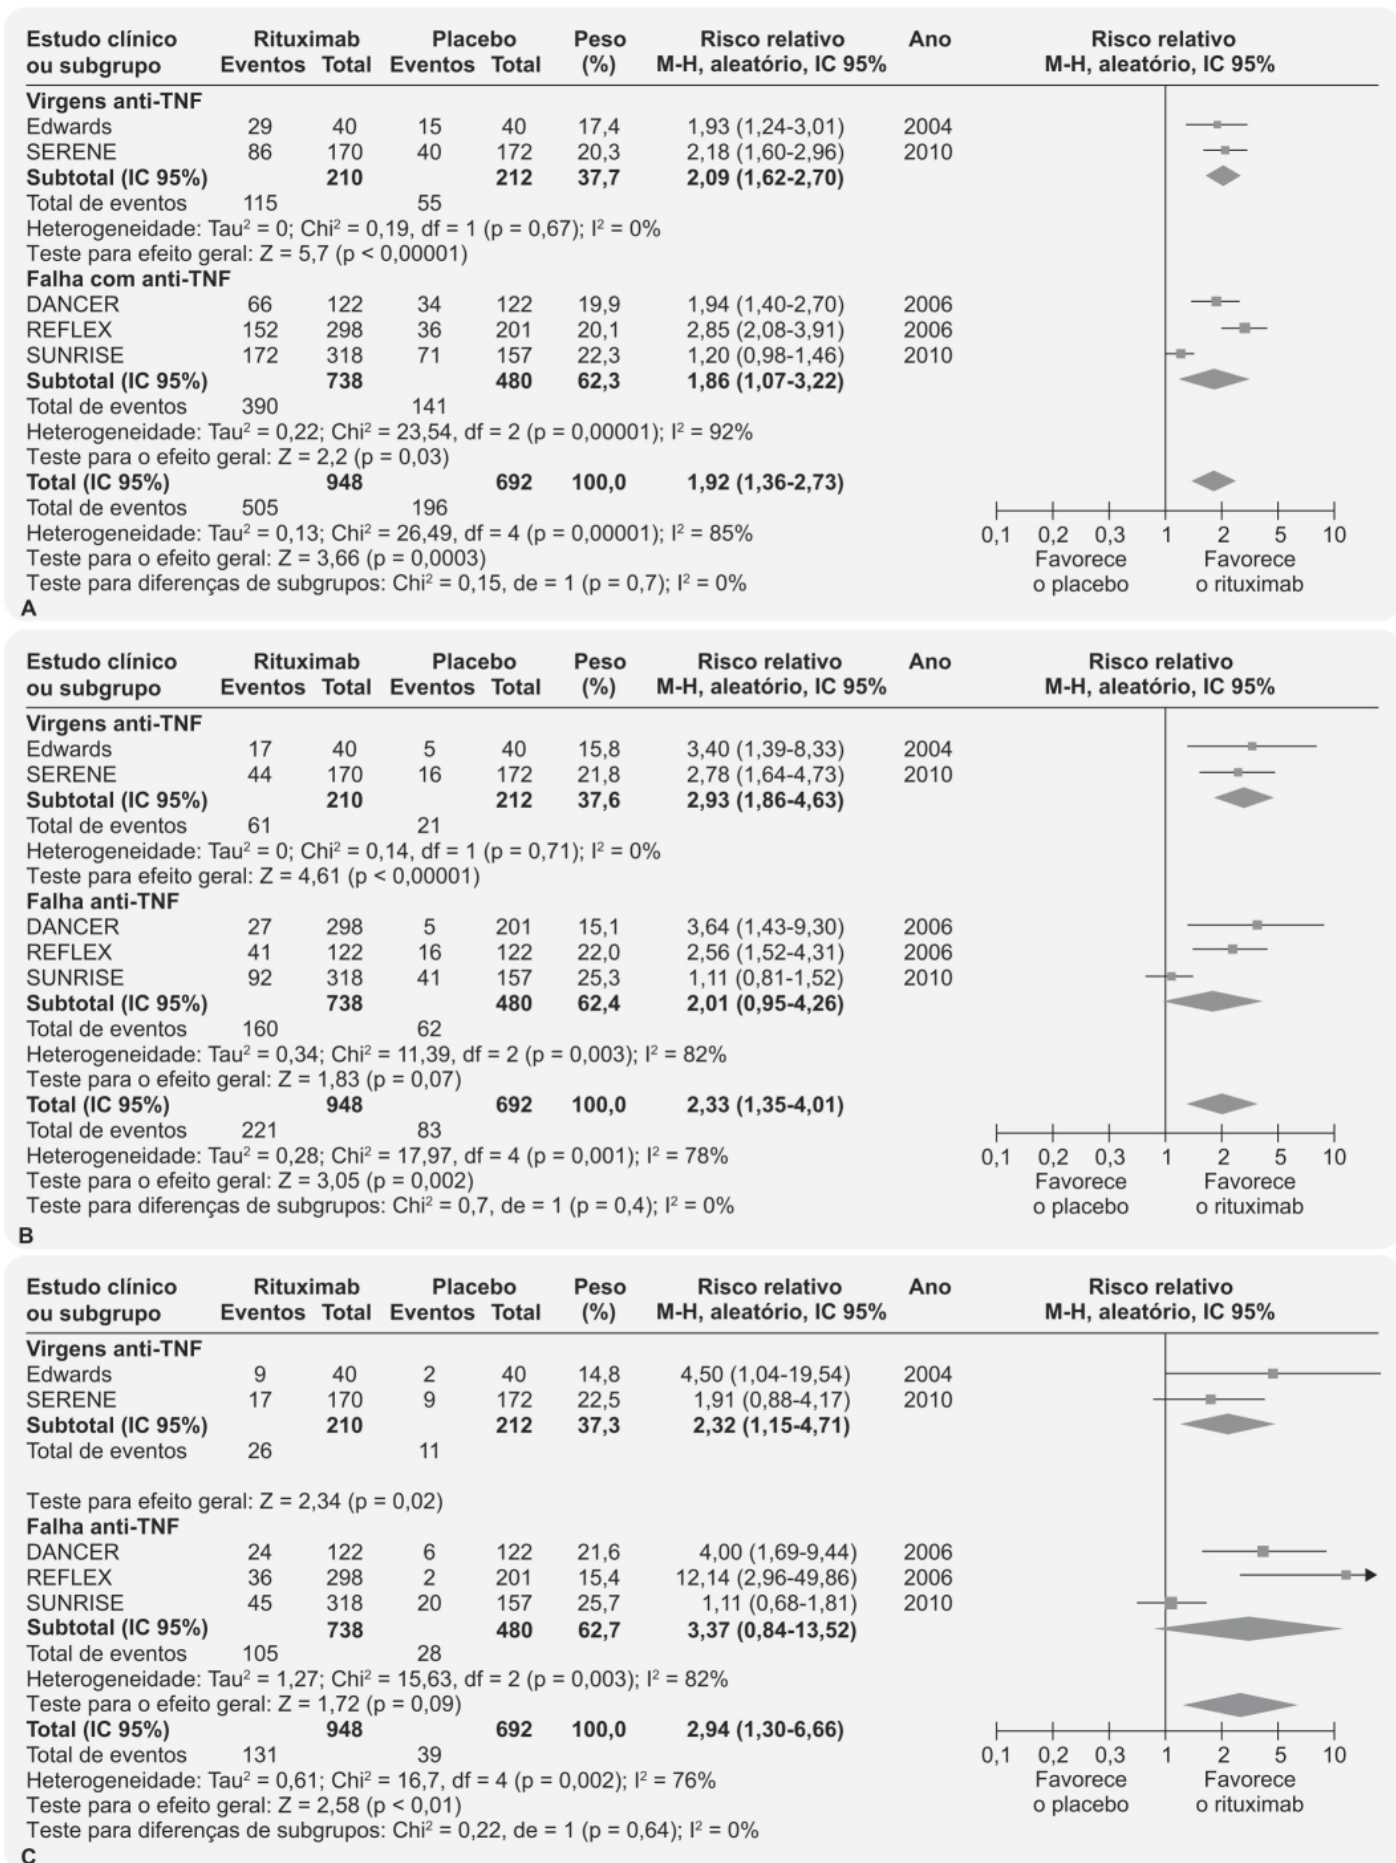 Estudo clínico Rituximab Placebo Peso Risco relativo Ano Risco relativo
ou subgrupo Eventos Total Eventos Total (%) M-H, aleatório, IC 95% M-H, aleatório, IC 95%
Virgens anti-TNF
Edwards 29 40 15 40 17,4 1,93 (1,24-3,01) 2004
SERENE 86 170 40 172 20,3 2,18 (1,60-2,96) 2010
Subtotal (IC 95%) 210 212 37,7 2,09 (1,62-2,70)
Total de eventos 115 55
Heterogeneidade: Tau² = 0; Chi² = 0,19, df = 1 (p = 0,67); I² = 0%
Teste para efeito geral: Z = 5,7 (p < 0,00001)
Falha com anti-TNF
DANCER 66 122 34 122 19,9 1,94 (1,40-2,70) 2006
REFLEX 152 298 36 201 20,1 2,85 (2,08-3,91) 2006
SUNRISE 172 318 71 157 22,3 1,20 (0,98-1,46) 2010
Subtotal (IC 95%) 738 480 62,3 1,86 (1,07-3,22)
Total de eventos 390 141
Heterogeneidade: Tau² = 0,22; Chi² = 23,54, df = 2 (p = 0,00001); I² = 92%
Teste para o efeito geral: Z = 2,2 (p = 0,03)
Total (IC 95%) 948 692 100,0 1,92 (1,36-2,73)
Total de eventos 505 196
Heterogeneidade: Tau² = 0,13; Chi² = 26,49, df = 4 (p = 0,00001); I² = 85% 0,1 0,2 0,3 1 2 5 10
Teste para o efeito geral: Z = 3,66 (p = 0,0003) Favorece Favorece
Teste para diferenças de subgrupos: Chi² = 0,15, de = 1 (p = 0,7); I² = 0% o placebo o rituximab
A
Estudo clínico Rituximab Placebo Peso Risco relativo Ano Risco relativo
ou subgrupo Eventos Total Eventos Total (%) M-H, aleatório, IC 95% M-H, aleatório, IC 95%
Virgens anti-TNF
Edwards 17 40 5 40 15,8 3,40 (1,39-8,33) 2004
SERENE 44 170 16 172 21,8 2,78 (1,64-4,73) 2010
Subtotal (IC 95%) 210 212 37,6 2,93 (1,86-4,63)
Total de eventos 61 21
Heterogeneidade: Tau² = 0; Chi² = 0,14, df = 1 (p = 0,71); I² = 0%
Teste para efeito geral: Z = 4,61 (p < 0,00001)
Falha anti-TNF
DANCER 27 298 5 201 15,1 3,64 (1,43-9,30) 2006
REFLEX 41 122 16 122 22,0 2,56 (1,52-4,31) 2006
SUNRISE 92 318 41 157 25,3 1,11 (0,81-1,52) 2010
Subtotal (IC 95%) 738 480 62,4 2,01 (0,95-4,26)
Total de eventos 160 62
Heterogeneidade: Tau² = 0,34; Chi² = 11,39, df = 2 (p = 0,003); I² = 82%
Teste para o efeito geral: Z = 1,83 (p = 0,07)
Total (IC 95%) 948 692 100,0 2,33 (1,35-4,01)
Total de eventos 221 83
Heterogeneidade: Tau² = 0,28; Chi² = 17,97, df = 4 (p = 0,001); I² = 78% 0,1 0,2 0,3 1 2 5 10
Teste para o efeito geral: Z = 3,05 (p = 0,002) Favorece Favorece
Teste para diferenças de subgrupos: Chi² = 0,7, de = 1 (p = 0,4); I² = 0% o placebo o rituximab
B
Estudo clínico Rituximab Placebo Peso Risco relativo Ano Risco relativo
ou subgrupo Eventos Total Eventos Total (%) M-H, aleatório, IC 95% M-H, aleatório, IC 95%
Virgens anti-TNF
Edwards 9 40 2 40 14,8 4,50 (1,04-19,54) 2004
SERENE 17 170 9 172 22,5 1,91 (0,88-4,17) 2010
Subtotal (IC 95%) 210 212 37,3 2,32 (1,15-4,71)
Total de eventos 26 11
Teste para efeito geral: Z = 2,34 (p = 0,02)
Falha anti-TNF
DANCER 24 122 6 122 21,6 4,00 (1,69-9,44) 2006
REFLEX 36 298 2 201 15,4 12,14 (2,96-49,86) 2006
SUNRISE 45 318 20 157 25,7 1,11 (0,68-1,81) 2010
Subtotal (IC 95%) 738 480 62,7 3,37 (0,84-13,52)
Total de eventos 105 28
Heterogeneidade: Tau² = 1,27; Chi² = 15,63, df = 2 (p = 0,003); I² = 82%
Teste para o efeito geral: Z = 1,72 (p = 0,09)
Total (IC 95%) 948 692 100,0 2,94 (1,30-6,66)
Total de eventos 131 39 0,1 0,2 0,3 1 2 5 10
Heterogeneidade: Tau² = 0,61; Chi² = 16,7, df = 4 (p = 0,002); I² = 76% Favorece Favorece
Teste para o efeito geral: Z = 2,58 (p < 0,01) o placebo o rituximab
Teste para diferenças de subgrupos: Chi² = 0,22, de = 1 (p = 0,64); I² = 0%
C